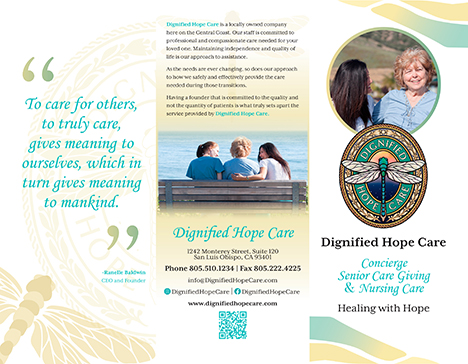 “
To care for others,
to truly care,
gives meaning to
ourselves, which in
turn gives meaning
to mankind.
”
-Ranelle Baldwin
CEO and Founder
Dignified Hope Care is a locally owned company
here on the Central Coast. Our staff is committed to
professional and compassionate care needed for your
loved one. Maintaining independence and quality of
life is our approach to assistance.
As the needs are ever changing, so does our approach
to how we safely and effectively provide the care
needed during those transitions.
Having a founder that is committed to the quality and
not the quantity of patients is what truly sets apart the
service provided by Dignified Hope Care.
Dignified Hope Care
1242 Monterey Street, Suite 120
San Luis Obispo, CA 93401
Phone 805.510.1234 | Fax 805.222.4225
info@DignifiedHopeCare.com
DignifiedHopeCare | DignifiedHopeCare
www.dignifiedhopecare.com
DIGNIFIED
HOPE CARE
Dignified Hope Care
Concierge
Senior Care Giving
& Nursing Care
Healing with Hope